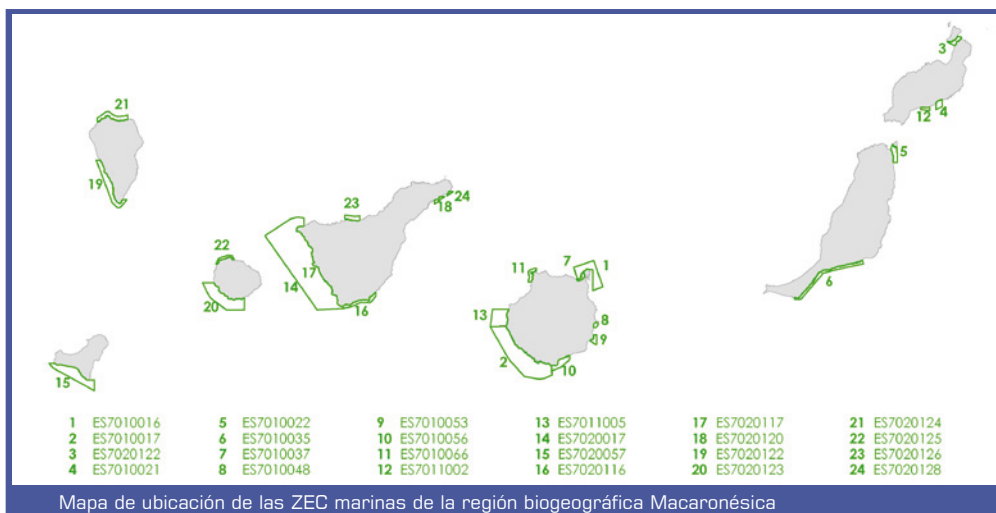 21
3
4
12
5
19
24
18
23
22
17
14
16
20
7
1
11
6
13
8
9
2
10
15
1 ES7010016
2 ES7010017
3 ES7020122
4 ES7010021
5 ES7010022
6 ES7010035
7 ES7010037
8 ES7010048
9 ES7010053
10 ES7010056
11 ES7010066
12 ES7011002
13 ES7011005
14 ES7020017
15 ES7020057
16 ES7020116
17 ES7020117
18 ES7020120
19 ES7020122
20 ES7020123
21 ES7020124
22 ES7020125
23 ES7020126
24 ES7020128
Mapa de ubicación de las ZEC marinas de la región biogeográfica Macaronésica